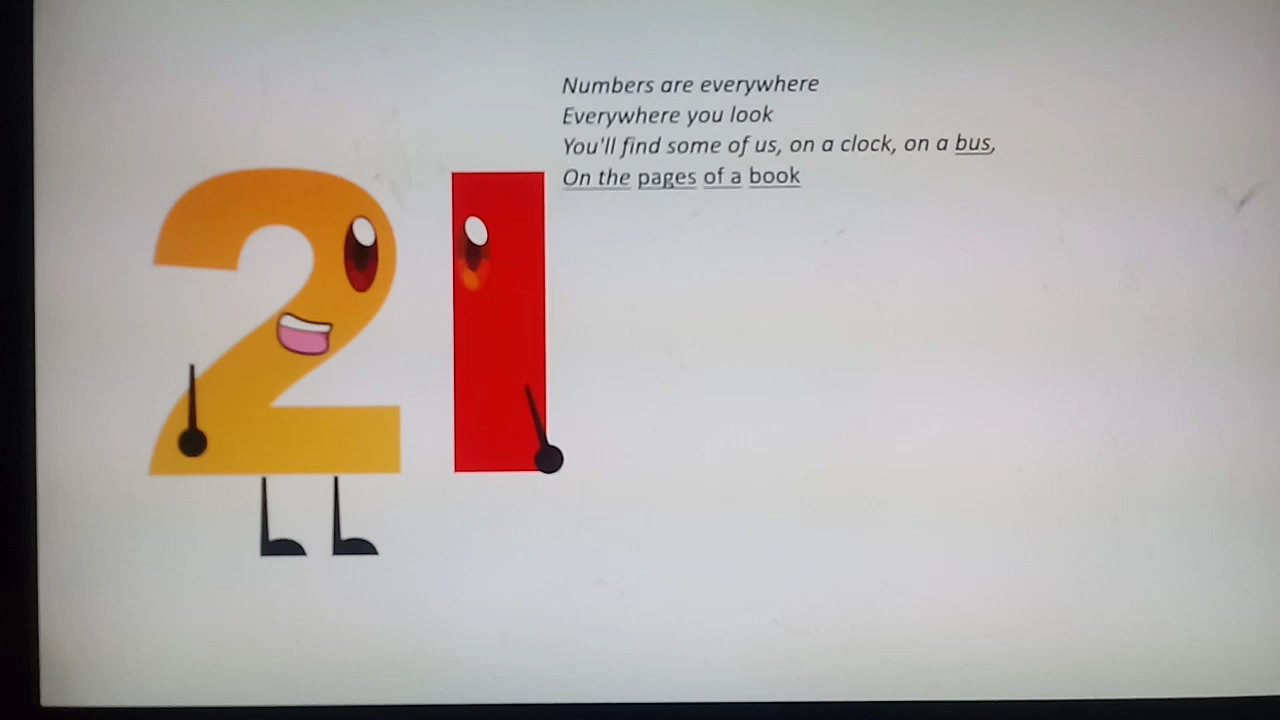 21
Numbers are everywhere
Everywhere you look
You'll find some of us, on a clock, on a bus,
On the pages of a book